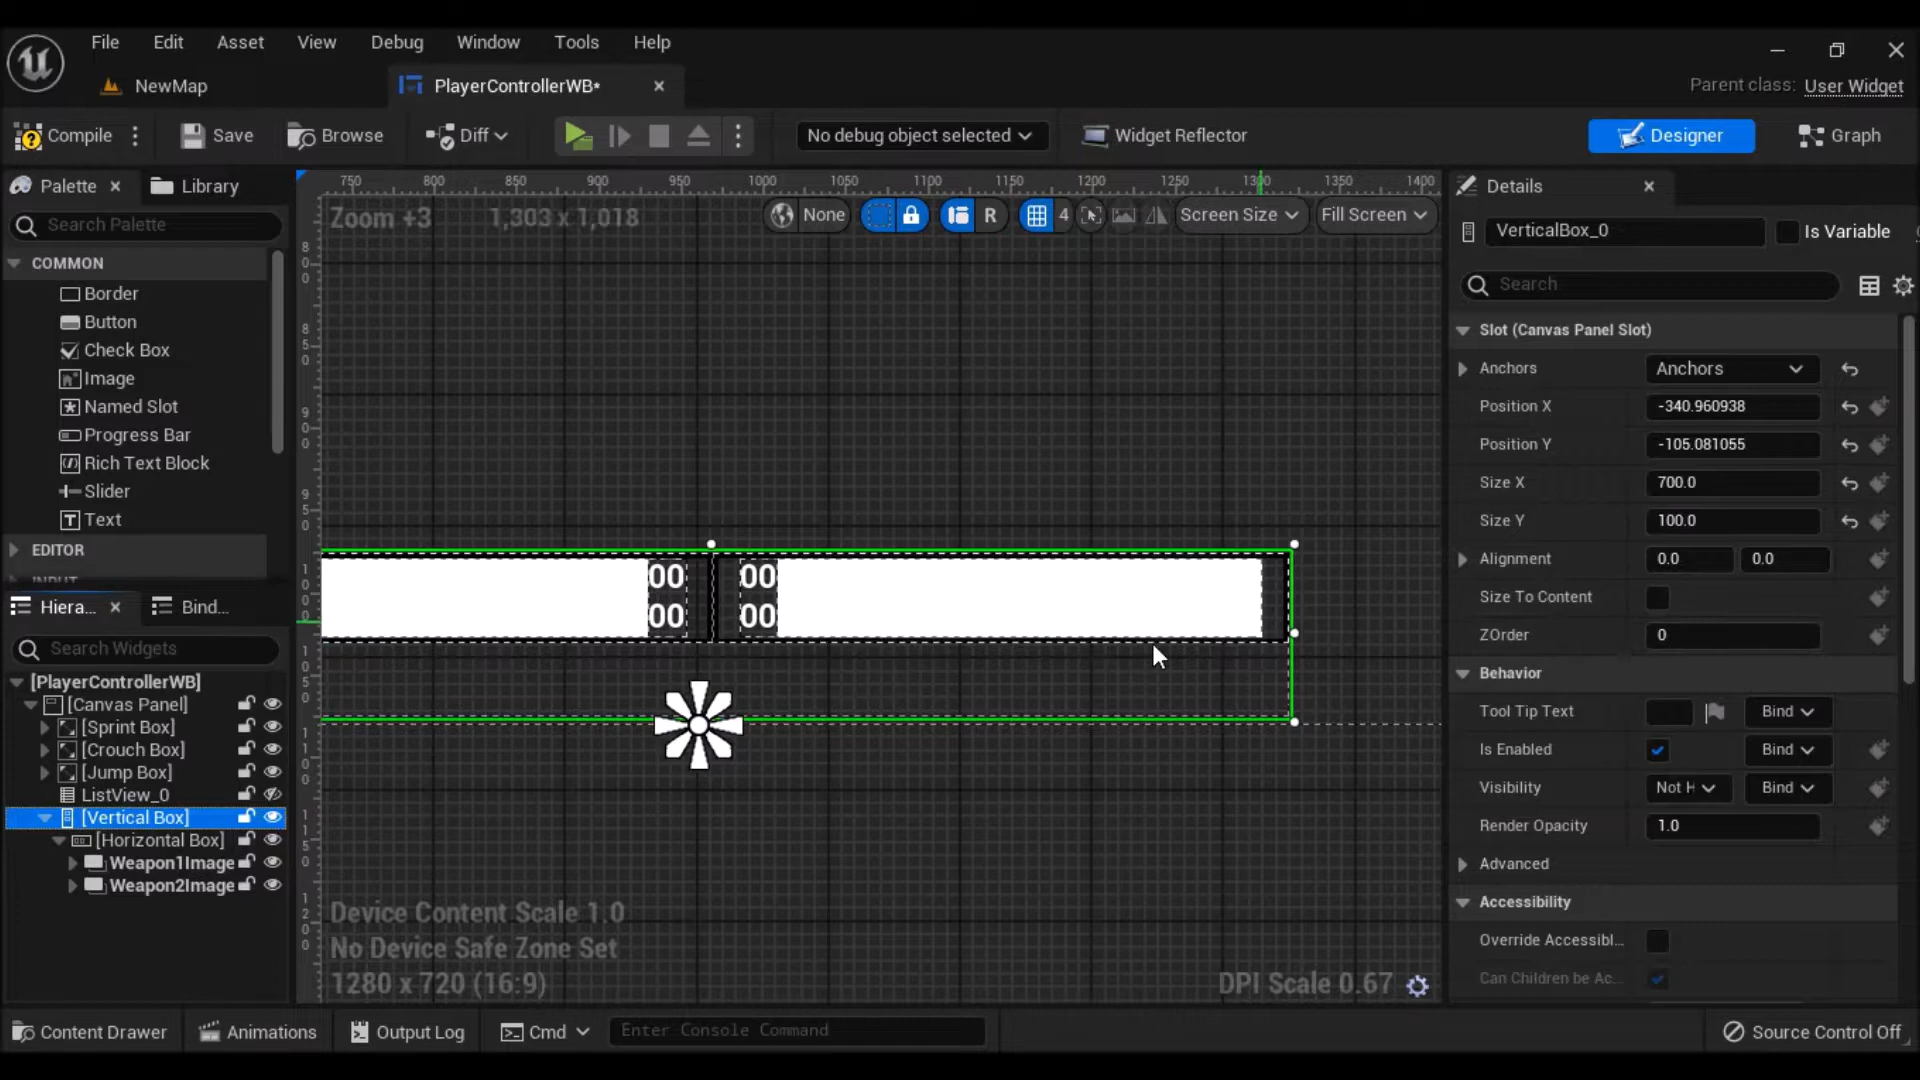 File Edit Asset View Debug Window Tools Help
NewMap
PlayerControllerWB*
Parent class: User Widget
Compile
Save
Browse
Diff
No debug object selected
Widget Reflector
Designer
Graph
Palette
Library
Search Palette
COMMON
Border
Button
Check Box
Image
Named Slot
Progress Bar
Rich Text Block
Slider
Text
EDITOR
Hiera...
Bind...
Search Widgets
[PlayerControllerWB]
[Canvas Panel]
[Sprint Box]
[Crouch Box]
[Jump Box]
ListView_0
[Vertical Box]
[Horizontal Box]
Weapon1Image
Weapon2Image
750 800 850 900 950 1000 1050 1100 1150 1200 1250 1300 1350 1400
Zoom +3
1,303 x 1,018
None
R
4
Screen Size
Fill Screen
00 00
00 00
Device Content Scale 1.0
No Device Safe Zone Set
1280 x 720 (16:9)
DPI Scale 0.67
Details
VerticalBox_0
Is Variable
Search
Slot (Canvas Panel Slot)
Anchors Anchors
Position X -340.960938
Position Y -105.081055
Size X 700.0
Size Y 100.0
Alignment 0.0 0.0
Size To Content
ZOrder 0
Behavior
Tool Tip Text Bind
Is Enabled Bind
Visibility Not H Bind
Render Opacity 1.0
Advanced
Accessibility
Override Accessibl...
Can Children be Ac...
Content Drawer
Animations
Output Log
Cmd
Enter Console Command
Source Control Off